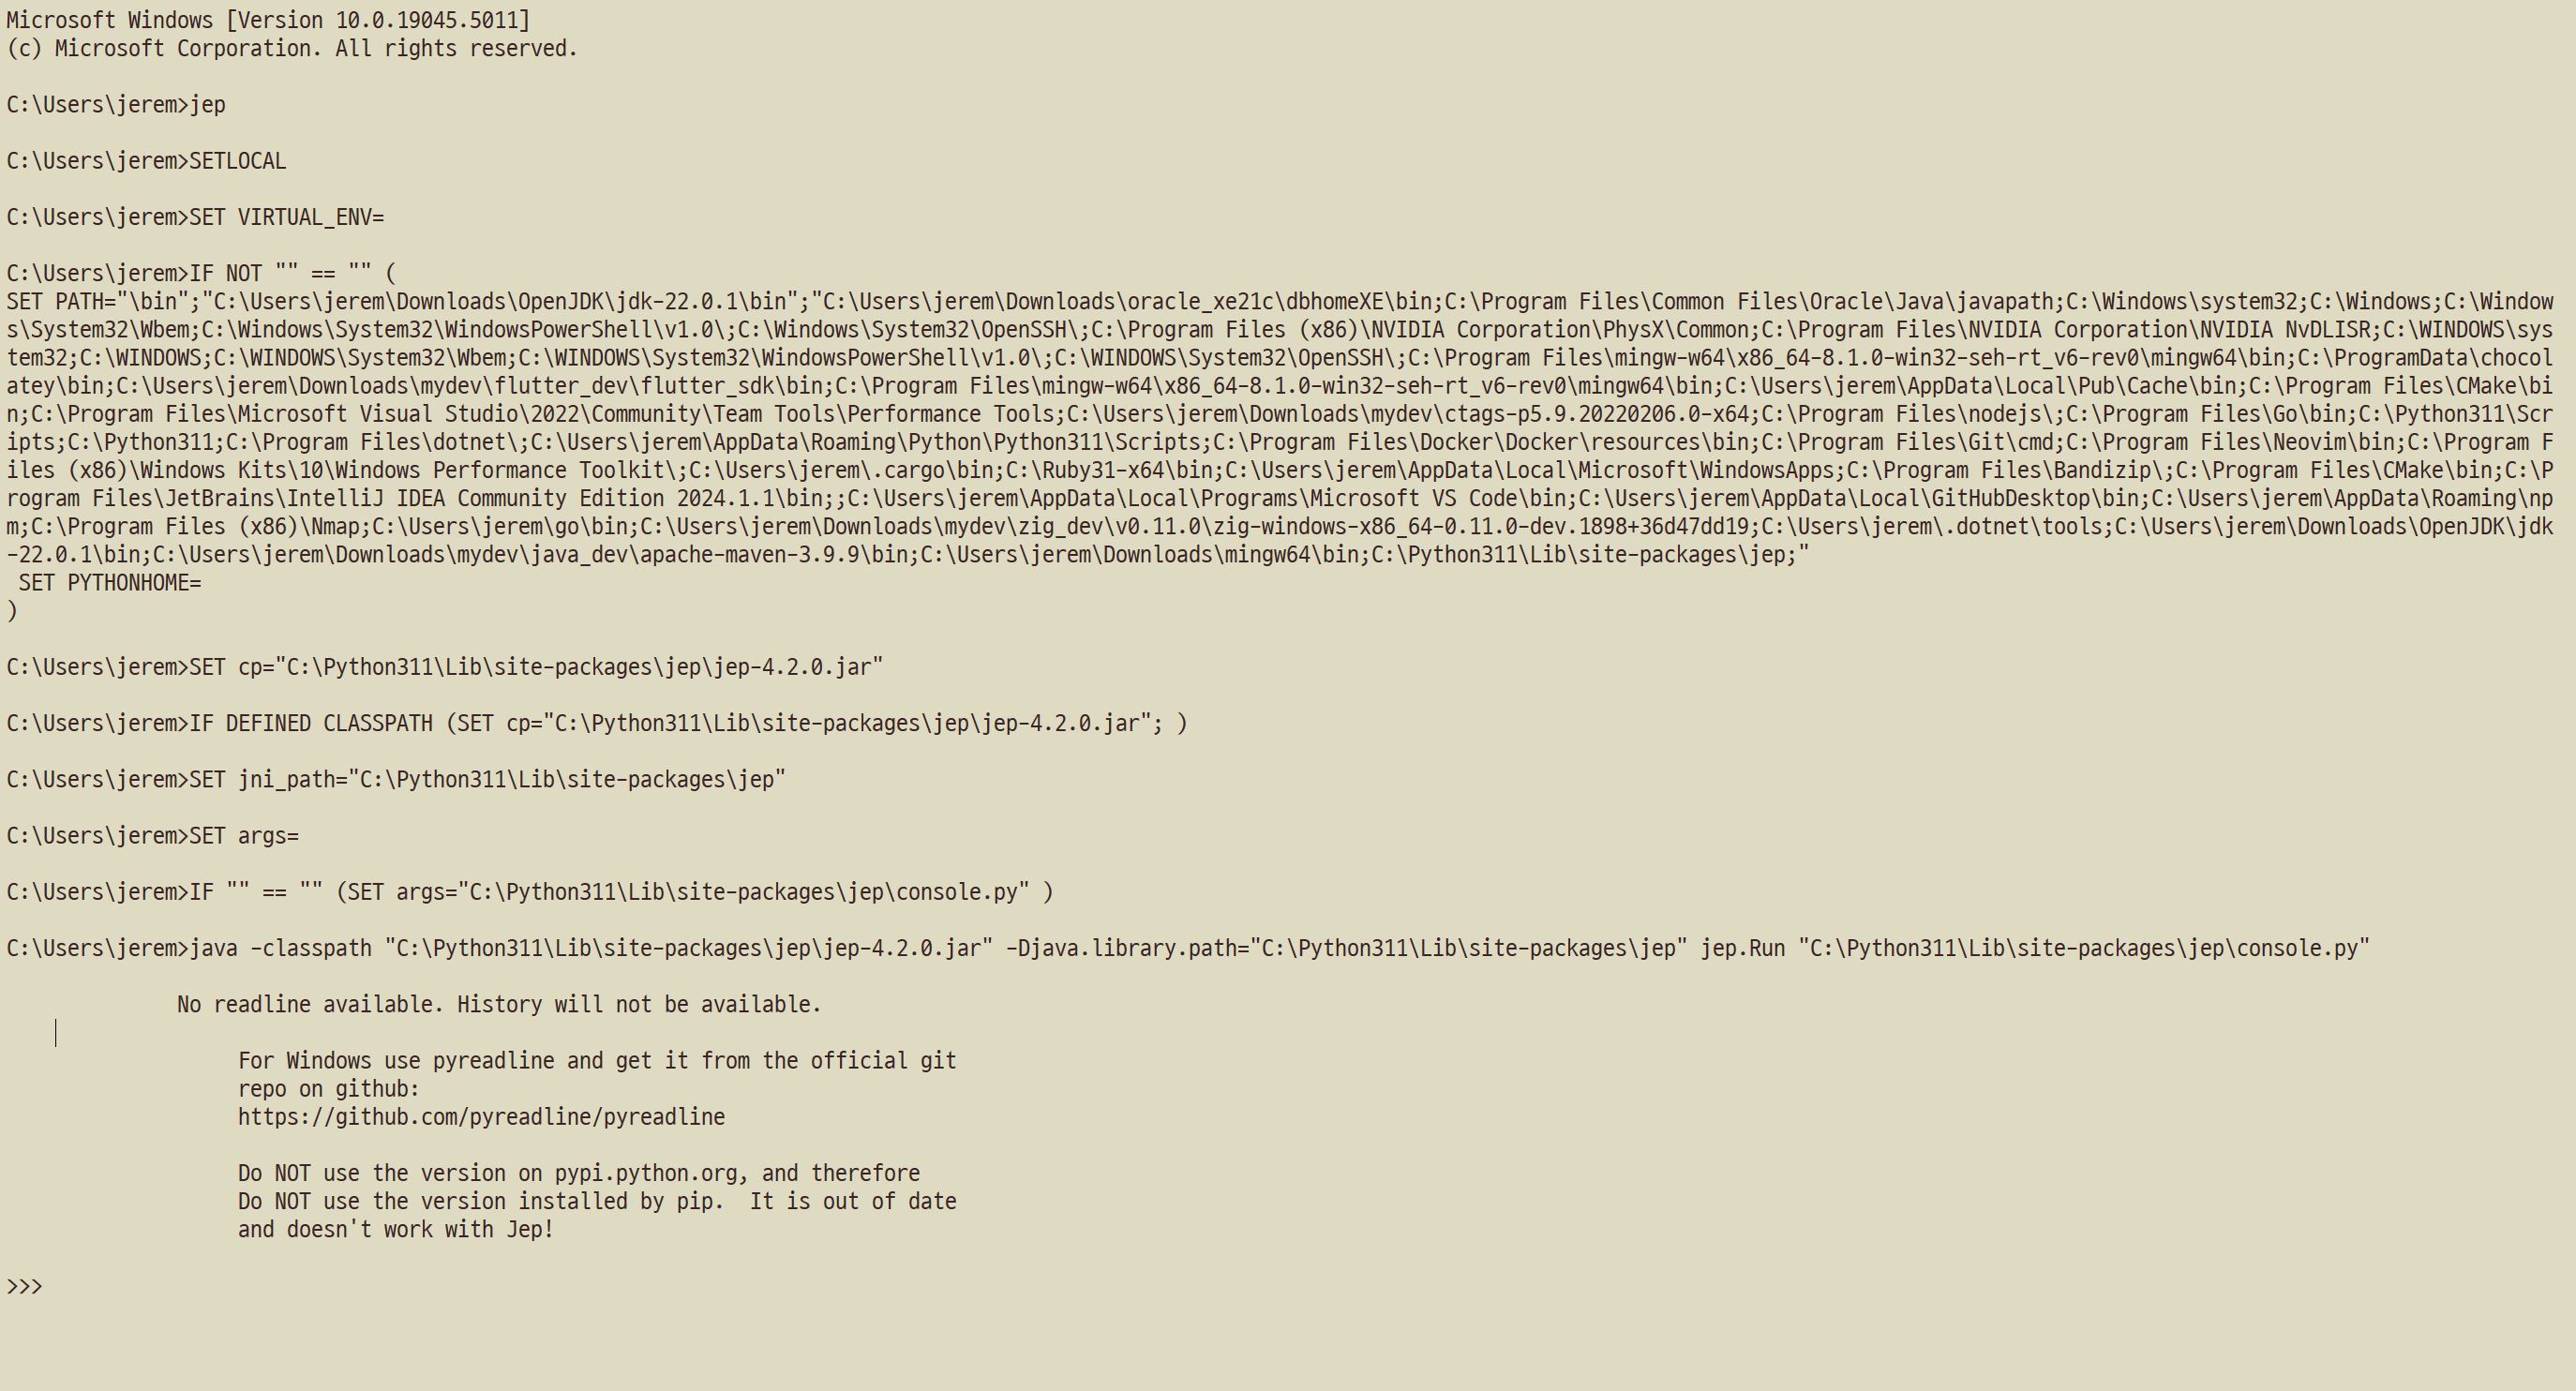 Microsoft Windows [Version 10.0.19045.5011]
(c) Microsoft Corporation. All rights reserved.
C:\Users\jerem>jep
C:\Users\jerem>SETLOCAL
C:\Users\jerem>SET VIRTUAL_ENV=
C:\Users\jerem>IF NOT "" == "" (
SET PATH="\bin";"C:\Users\jerem\Downloads\OpenJDK\jdk-22.0.1\bin";"C:\Users\jerem\Downloads\oracle_xe21c\dbhomeXE\bin;C:\Program Files\Common Files\Oracle\Java\javapath;C:\Windows\system32;C:\Windows;C:\Window
s\System32\Wbem;C:\Windows\System32\WindowsPowerShell\v1.0\;C:\Windows\System32\OpenSSH\;C:\Program Files (x86)\NVIDIA Corporation\PhysX\Common;C:\Program Files\NVIDIA Corporation\NVIDIA NvDLISR;C:\WINDOWS\sys
tem32;C:\WINDOWS;C:\WINDOWS\System32\Wbem;C:\WINDOWS\System32\WindowsPowerShell\v1.0\;C:\WINDOWS\System32\OpenSSH\;C:\Program Files\mingw-w64\x86_64-8.1.0-win32-seh-rt_v6-rev0\mingw64\bin;C:\ProgramData\chocol
atey\bin;C:\Users\jerem\Downloads\mydev\flutter_dev\flutter_sdk\bin;C:\Program Files\mingw-w64\x86_64-8.1.0-win32-seh-rt_v6-rev0\mingw64\bin;C:\Users\jerem\AppData\Local\Pub\Cache\bin;C:\Program Files\CMake\bi
n;C:\Program Files\Microsoft Visual Studio\2022\Community\Team Tools\Performance Tools;C:\Users\jerem\Downloads\mydev\ctags-p5.9.20220206.0-x64;C:\Program Files\nodejs\;C:\Program Files\Go\bin;C:\Python311\Scr
ipts;C:\Python311;C:\Program Files\dotnet\;C:\Users\jerem\AppData\Roaming\Python\Python311\Scripts;C:\Program Files\Docker\Docker\resources\bin;C:\Program Files\Git\cmd;C:\Program Files\Neovim\bin;C:\Program F
iles (x86)\Windows Kits\10\Windows Performance Toolkit\;C:\Users\jerem\.cargo\bin;C:\Ruby31-x64\bin;C:\Users\jerem\AppData\Local\Microsoft\WindowsApps;C:\Program Files\Bandizip\;C:\Program Files\CMake\bin;C:\P
rogram Files\JetBrains\IntelliJ IDEA Community Edition 2024.1.1\bin;;C:\Users\jerem\AppData\Local\Programs\Microsoft VS Code\bin;C:\Users\jerem\AppData\Local\GitHubDesktop\bin;C:\Users\jerem\AppData\Roaming\np
m;C:\Program Files (x86)\Nmap;C:\Users\jerem\go\bin;C:\Users\jerem\Downloads\mydev\zig_dev\v0.11.0\zig-windows-x86_64-0.11.0-dev.1898+36d47dd19;C:\Users\jerem\.dotnet\tools;C:\Users\jerem\Downloads\OpenJDK\jdk
-22.0.1\bin;C:\Users\jerem\Downloads\mydev\java_dev\apache-maven-3.9.9\bin;C:\Users\jerem\Downloads\mingw64\bin;C:\Python311\Lib\site-packages\jep;"
SET PYTHONHOME=
)
C:\Users\jerem>SET cp="C:\Python311\Lib\site-packages\jep\jep-4.2.0.jar"
C:\Users\jerem>IF DEFINED CLASSPATH (SET cp="C:\Python311\Lib\site-packages\jep\jep-4.2.0.jar"; )
C:\Users\jerem>SET jni_path="C:\Python311\Lib\site-packages\jep"
C:\Users\jerem>SET args=
C:\Users\jerem>IF "" == "" (SET args="C:\Python311\Lib\site-packages\jep\console.py" )
C:\Users\jerem>java -classpath "C:\Python311\Lib\site-packages\jep\jep-4.2.0.jar" -Djava.library.path="C:\Python311\Lib\site-packages\jep" jep.Run "C:\Python311\Lib\site-packages\jep\console.py"
No readline available. History will not be available.
For Windows use pyreadline and get it from the official git
repo on github:
https://github.com/pyreadline/pyreadline
Do NOT use the version on pypi.python.org, and therefore
Do NOT use the version installed by pip.  It is out of date
and doesn't work with Jep!
>>>